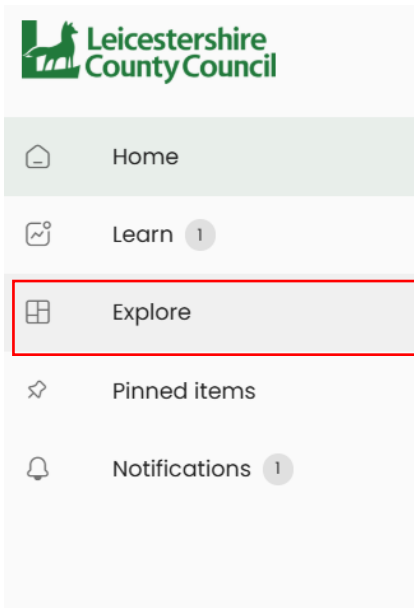 Leicestershire
County Council
Home
Learn 1
Explore
Pinned items
Notifications 1